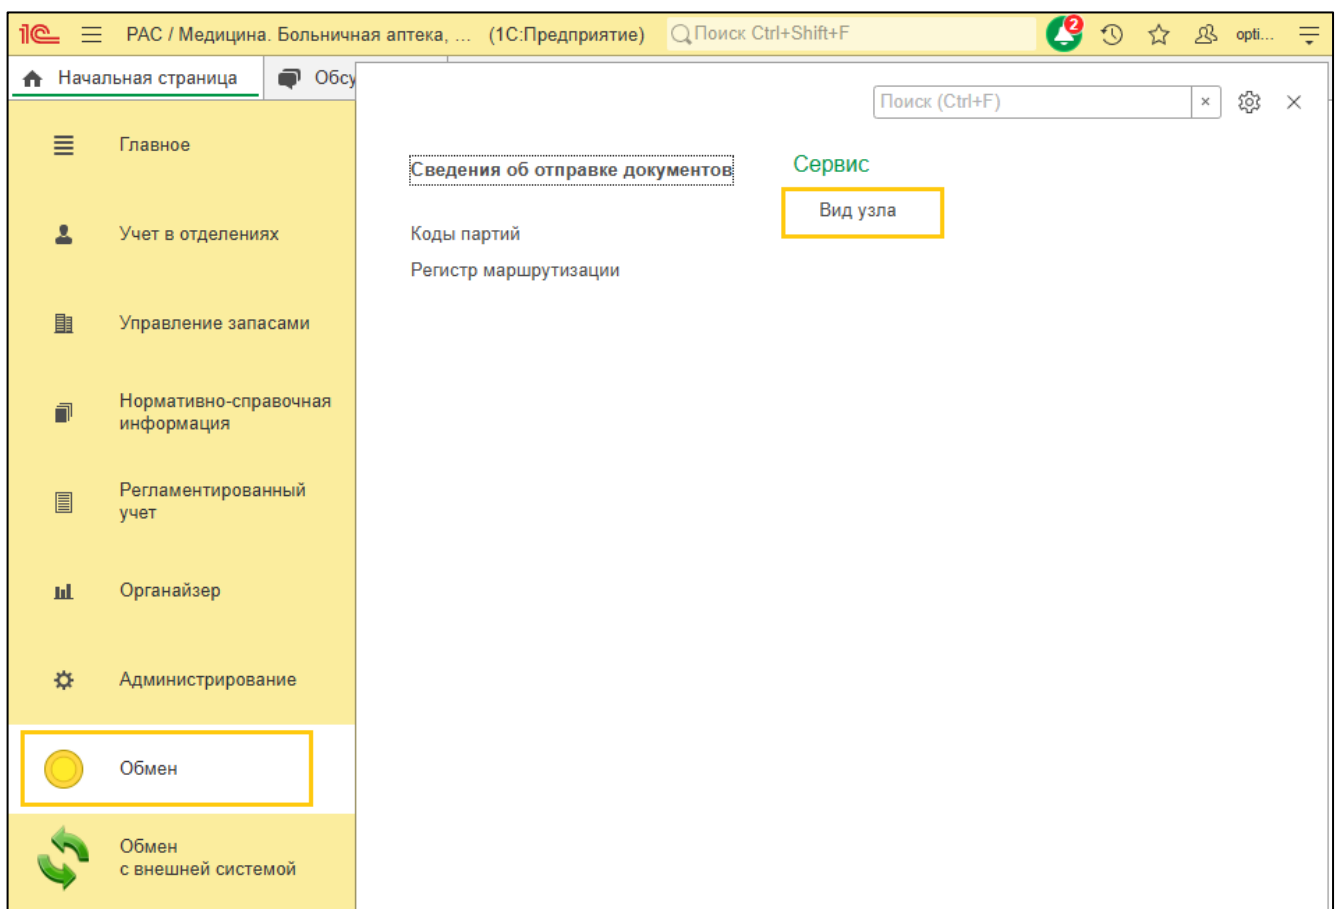 1С РАС / Медицина. Больничная аптека, ... (1С:Предприятие) Поиск Ctrl+Shift+F 2 opti...
Начальная страница Обсу
Поиск (Ctrl+F) ×
Главное
Сведения об отправке документов
Сервис
Вид узла
Учет в отделениях
Коды партий
Регистр маршрутизации
Управление запасами
Нормативно-справочная
информация
Регламентированный
учет
Органайзер
Администрирование
Обмен
Обмен
с внешней системой